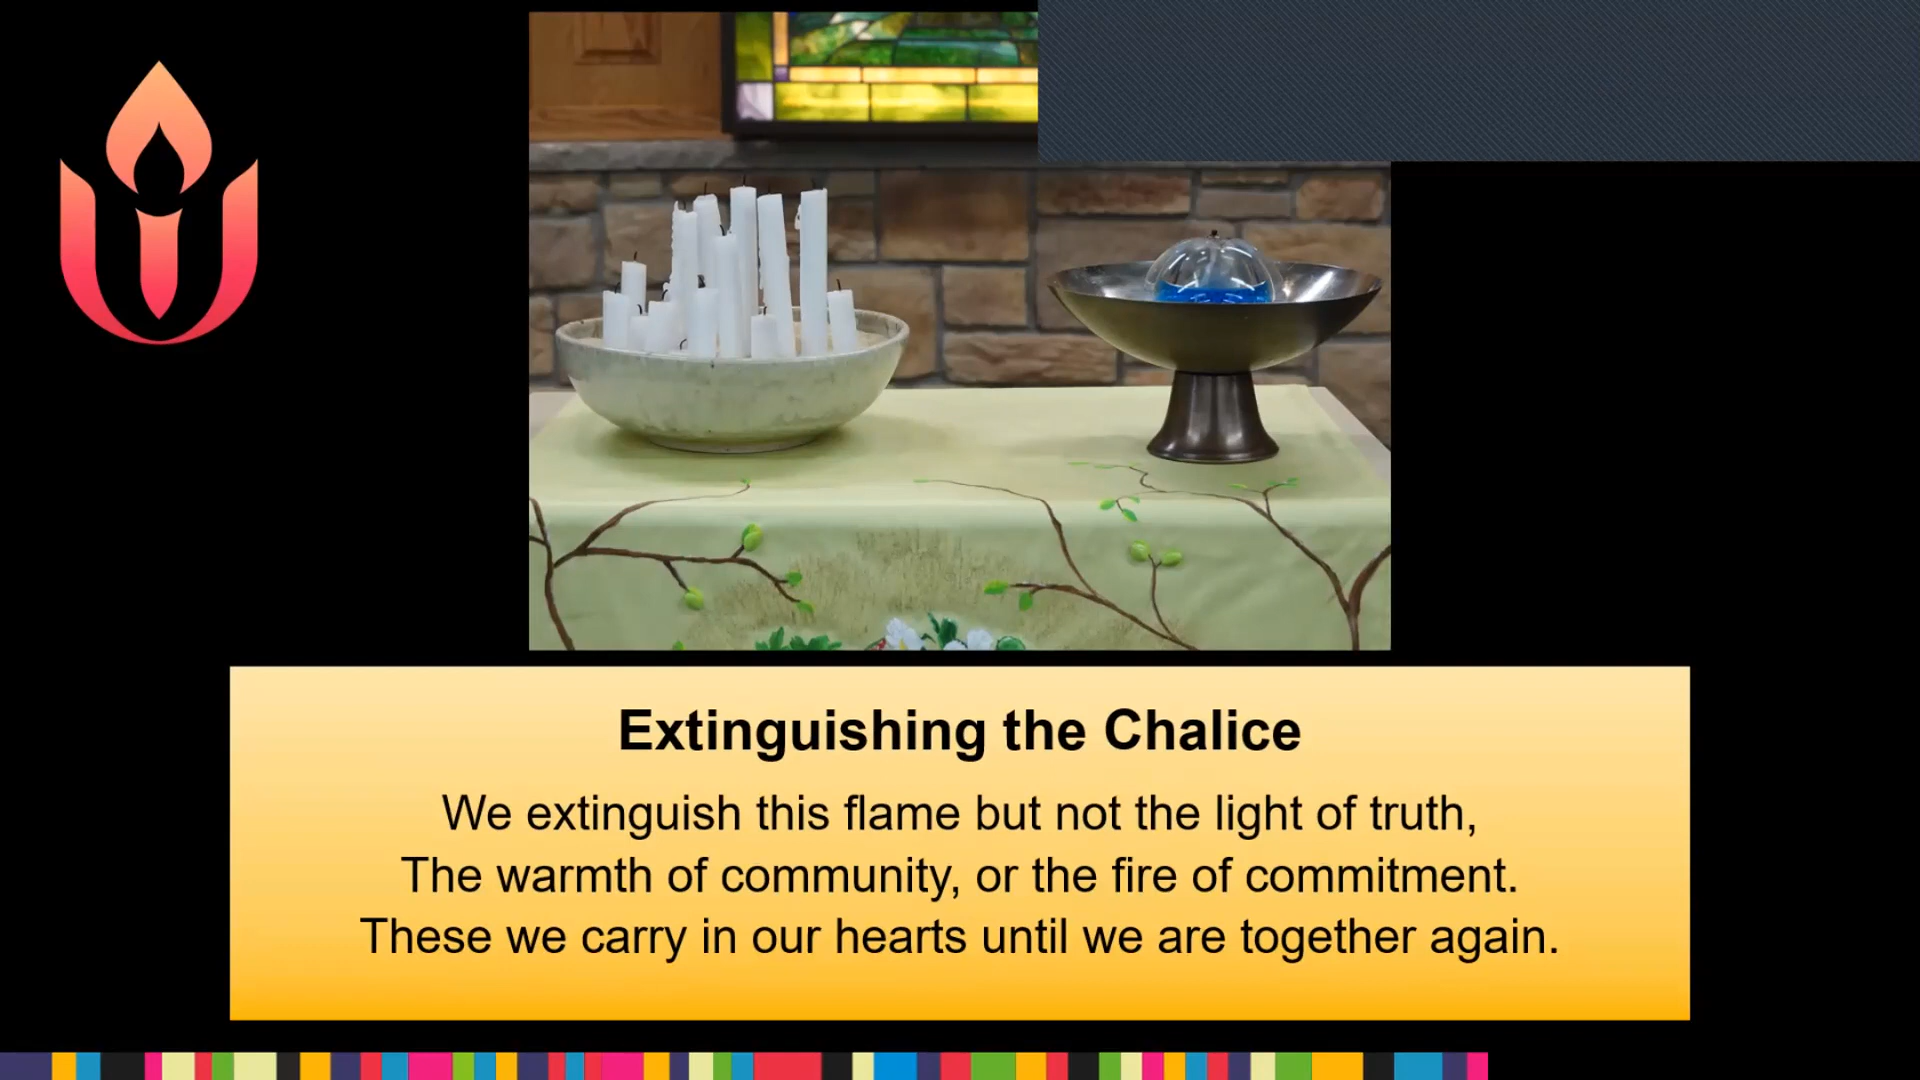 Extinguishing the Chalice
We extinguish this flame but not the light of truth,
The warmth of community, or the fire of commitment.
These we carry in our hearts until we are together again.